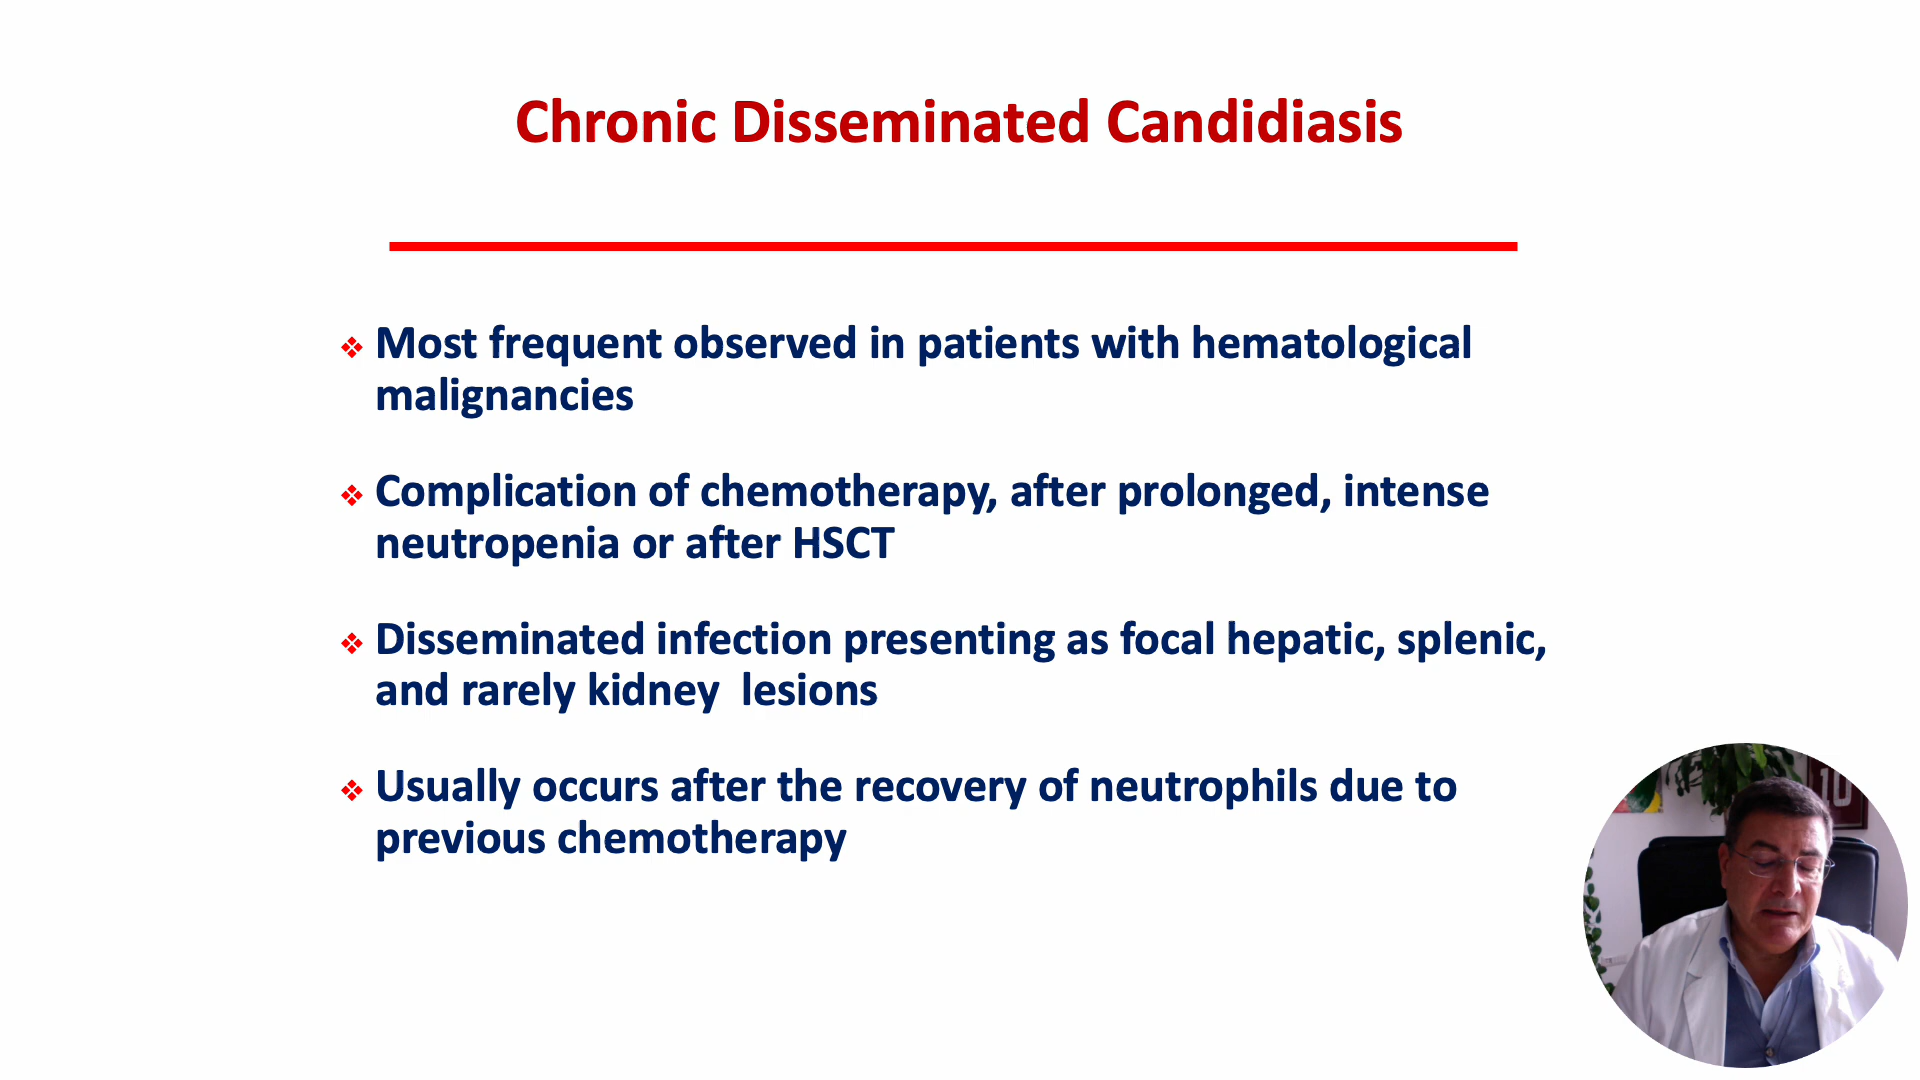 Chronic Disseminated Candidiasis
❖ Most frequent observed in patients with hematological
malignancies
❖ Complication of chemotherapy, after prolonged, intense
neutropenia or after HSCT
❖ Disseminated infection presenting as focal hepatic, splenic,
and rarely kidney  lesions
❖ Usually occurs after the recovery of neutrophils due to
previous chemotherapy
10